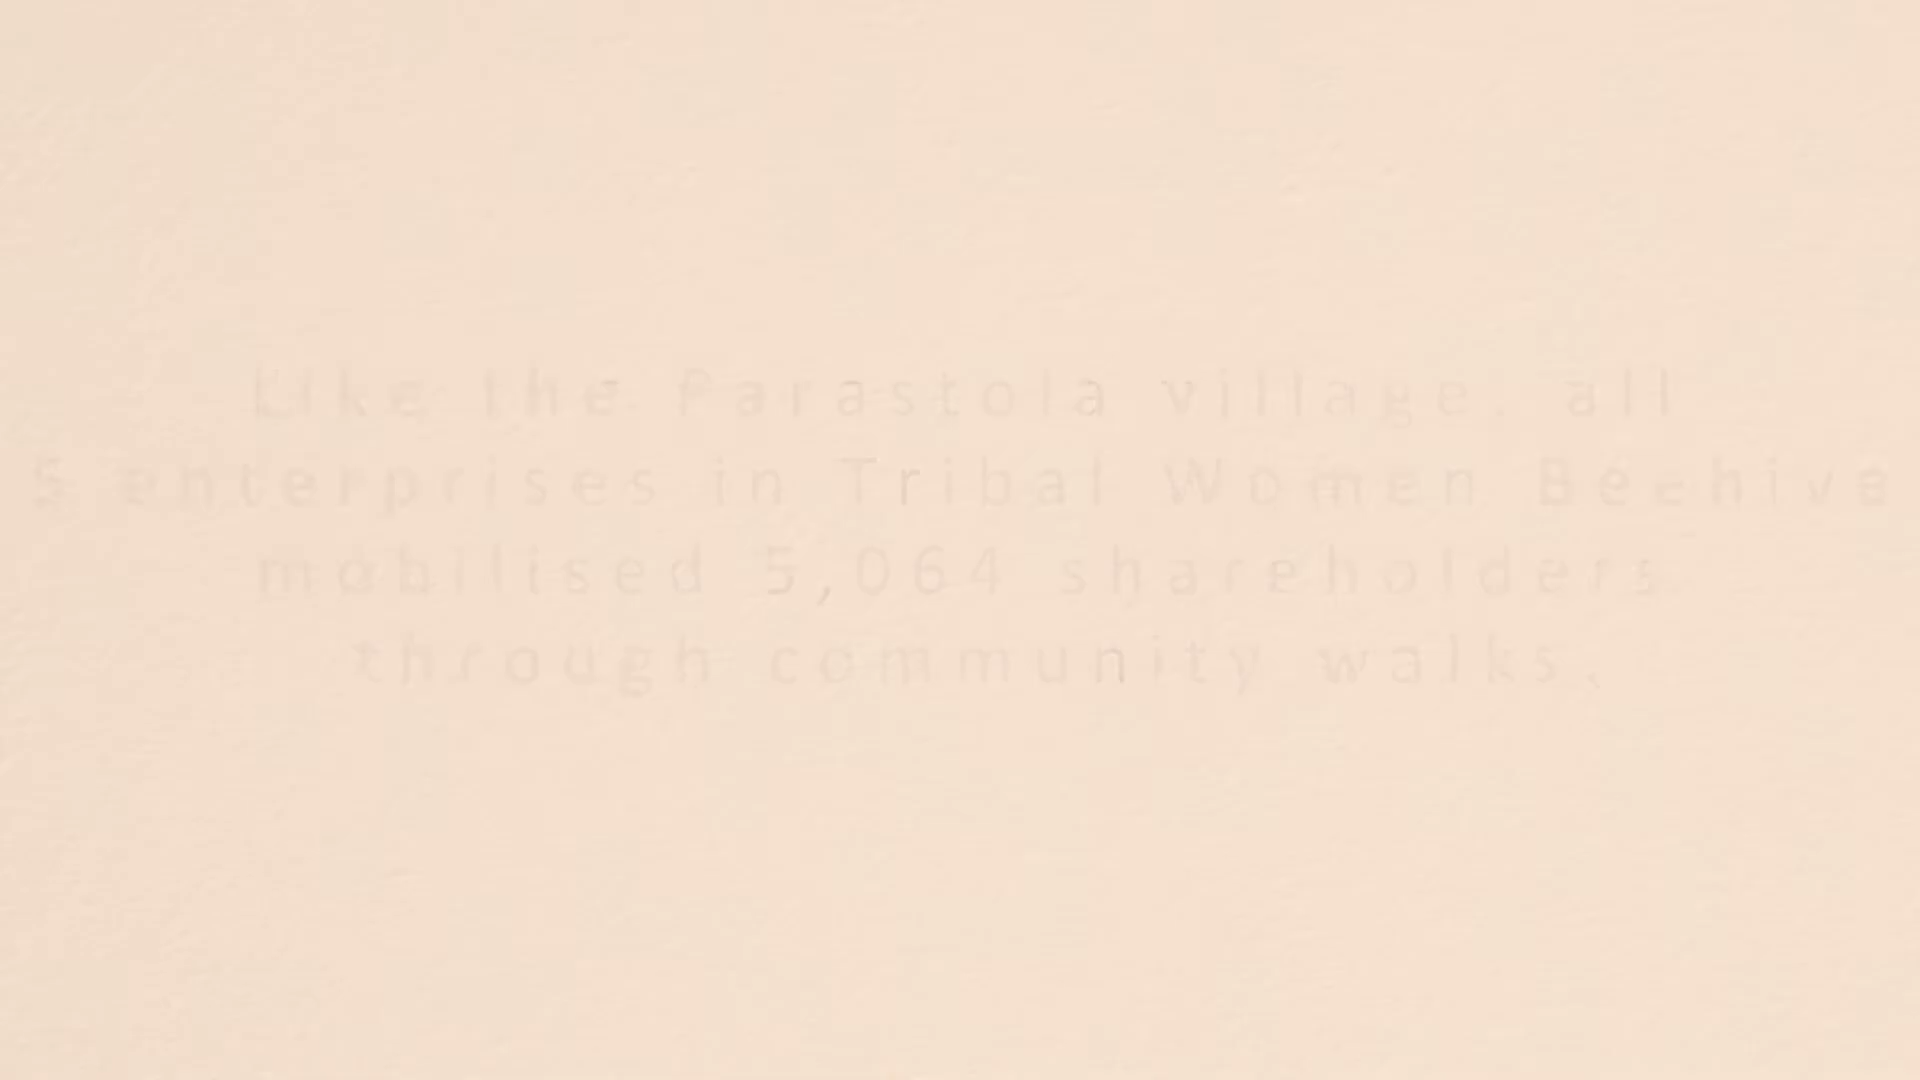 Like the Parastola village, all
5 enterprises in Tribal Women Beehive
mobilised 5,064 shareholders
through community walks.